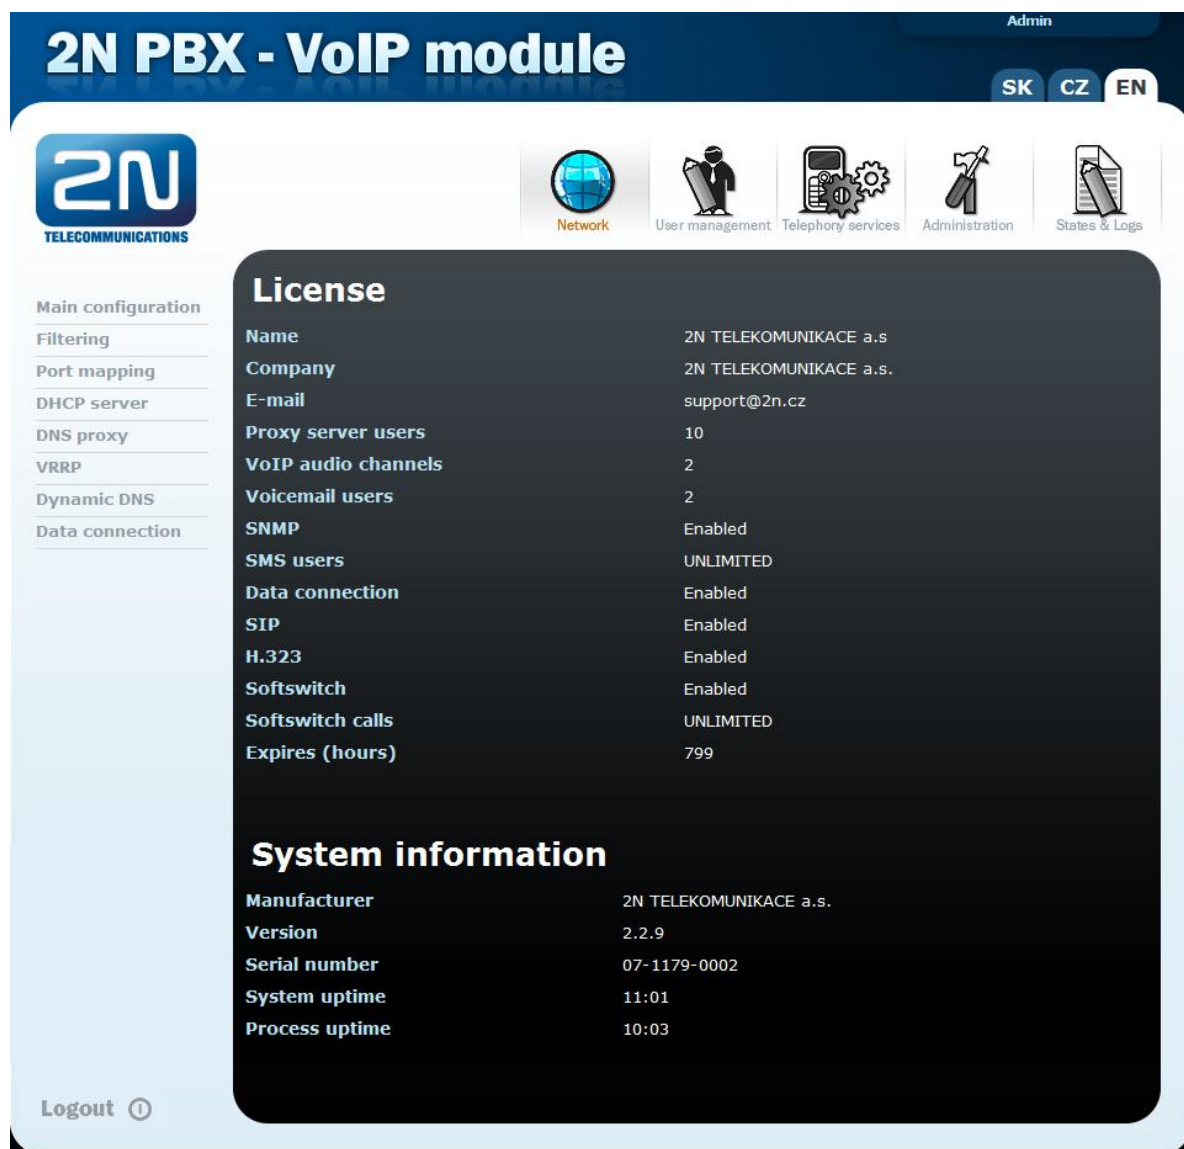 Admin
2N PBX - VoIP module
SK CZ EN
2N
TELECOMMUNICATIONS
Network User management Telephony services Administration States & Logs
Main configuration
Filtering
Port mapping
DHCP server
DNS proxy
VRRP
Dynamic DNS
Data connection
License
Name 2N TELEKOMUNIKACE a.s
Company 2N TELEKOMUNIKACE a.s.
E-mail support@2n.cz
Proxy server users 10
VoIP audio channels 2
Voicemail users 2
SNMP Enabled
SMS users UNLIMITED
Data connection Enabled
SIP Enabled
H.323 Enabled
Softswitch Enabled
Softswitch calls UNLIMITED
Expires (hours) 799
System information
Manufacturer 2N TELEKOMUNIKACE a.s.
Version 2.2.9
Serial number 07-1179-0002
System uptime 11:01
Process uptime 10:03
Logout